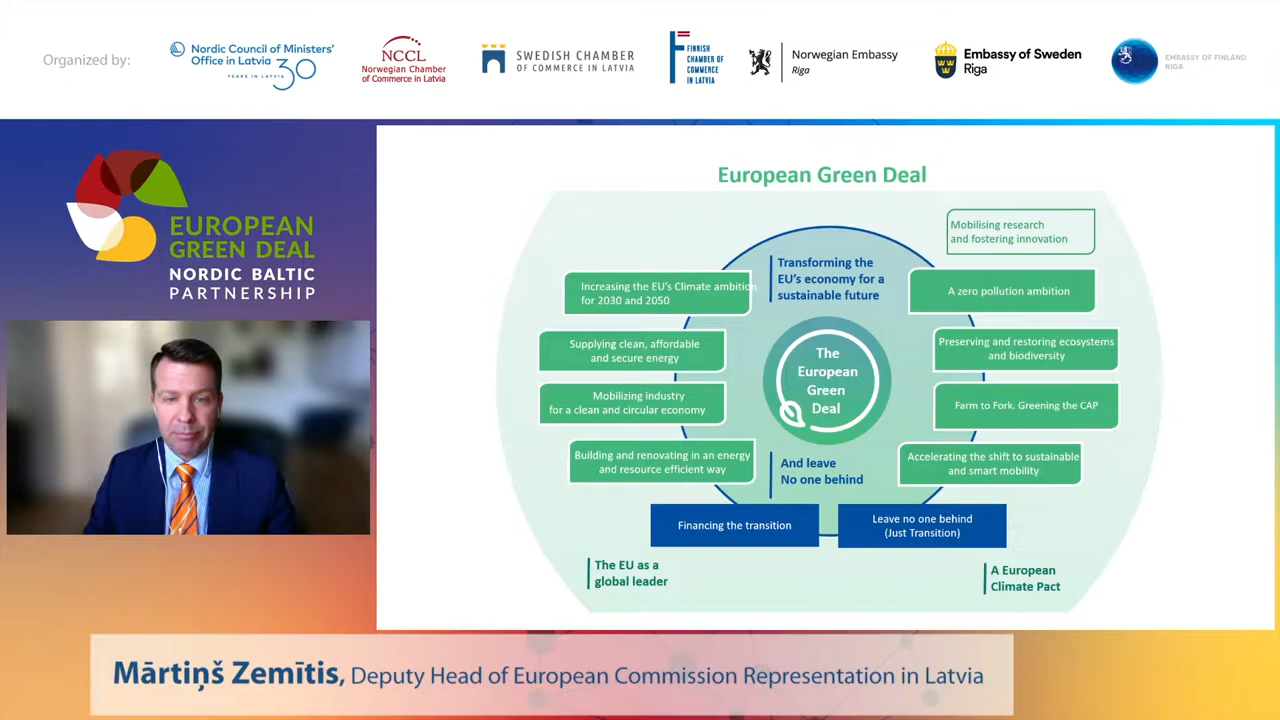 Organized by:
Nordic Council of Ministers'
Office in Latvia
YEARS IN LATVIA 30
NCCL
Norwegian Chamber
of Commerce in Latvia
SWEDISH CHAMBER
OF COMMERCE IN LATVIA
FINNISH
CHAMBER OF
COMMERCE
IN LATVIA
Norwegian Embassy
Riga
Embassy of Sweden
Riga
EMBASSY OF FINLAND
RIGA
EUROPEAN
GREEN DEAL
NORDIC BALTIC
PARTNERSHIP
European Green Deal
Mobilising research
and fostering innovation
Transforming the
EU's economy for a
sustainable future
Increasing the EU's Climate ambition
for 2030 and 2050
A zero pollution ambition
Supplying clean, affordable
and secure energy
Preserving and restoring ecosystems
and biodiversity
The
European
Green
Deal
Mobilizing industry
for a clean and circular economy
Farm to Fork. Greening the CAP
Building and renovating in an energy
and resource efficient way
And leave
No one behind
Accelerating the shift to sustainable
and smart mobility
Financing the transition
Leave no one behind
(Just Transition)
The EU as a
global leader
A European
Climate Pact
Mārtiņš Zemītis, Deputy Head of European Commission Representation in Latvia